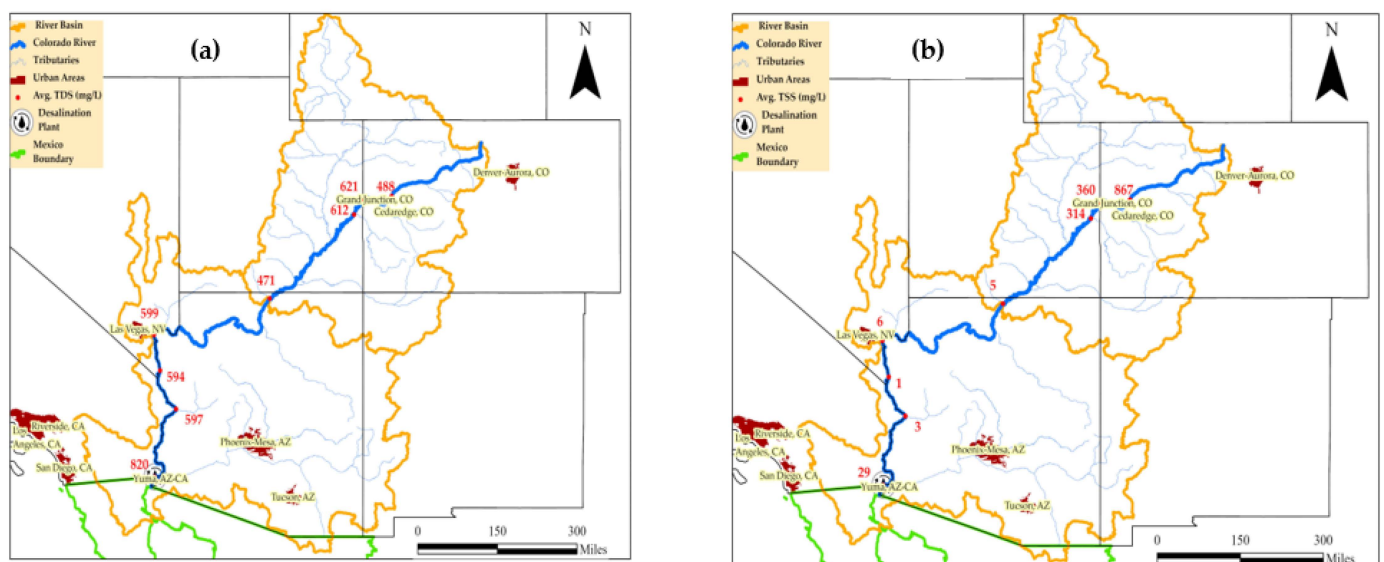 River Basin
Colorado River
Tributaries
Urban Areas
Avg. TDS (mg/L)
Desalination
Plant
Mexico
Boundary
(a)
N
Denver-Aurora, CO
621
488
Grand Junction, CO
612
Cedaredge, CO
471
599
Las Vegas, NV
594
597
Riverside, CA
Los
Angeles, CA
Phoenix-Mesa, AZ
San Diego, CA
820
Yuma, AZ-CA
Tucson AZ
0 150 300
Miles
River Basin
Colorado River
Tributaries
Urban Areas
Avg. TSS (mg/L)
Desalination
Plant
Mexico
Boundary
(b)
N
Denver-Aurora, CO
360
867
Grand Junction, CO
314
Cedaredge, CO
5
6
Las Vegas, NV
1
3
Riverside, CA
Los
Angeles, CA
Phoenix-Mesa, AZ
San Diego, CA
29
Yuma, AZ-CA
Tucson AZ
0 150 300
Miles